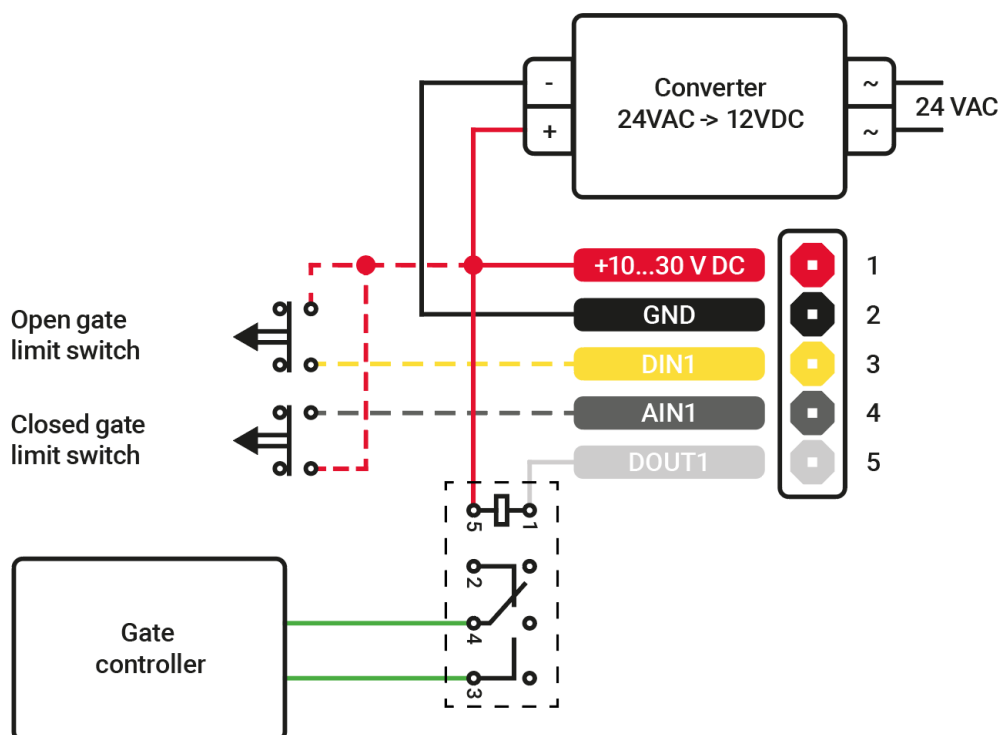 Converter
24VAC -> 12VDC
-
+
~
~
24 VAC
+10...30 V DC
1
GND
2
DIN1
3
AIN1
4
DOUT1
5
Open gate
limit switch
Closed gate
limit switch
5
1
2
4
3
Gate
controller